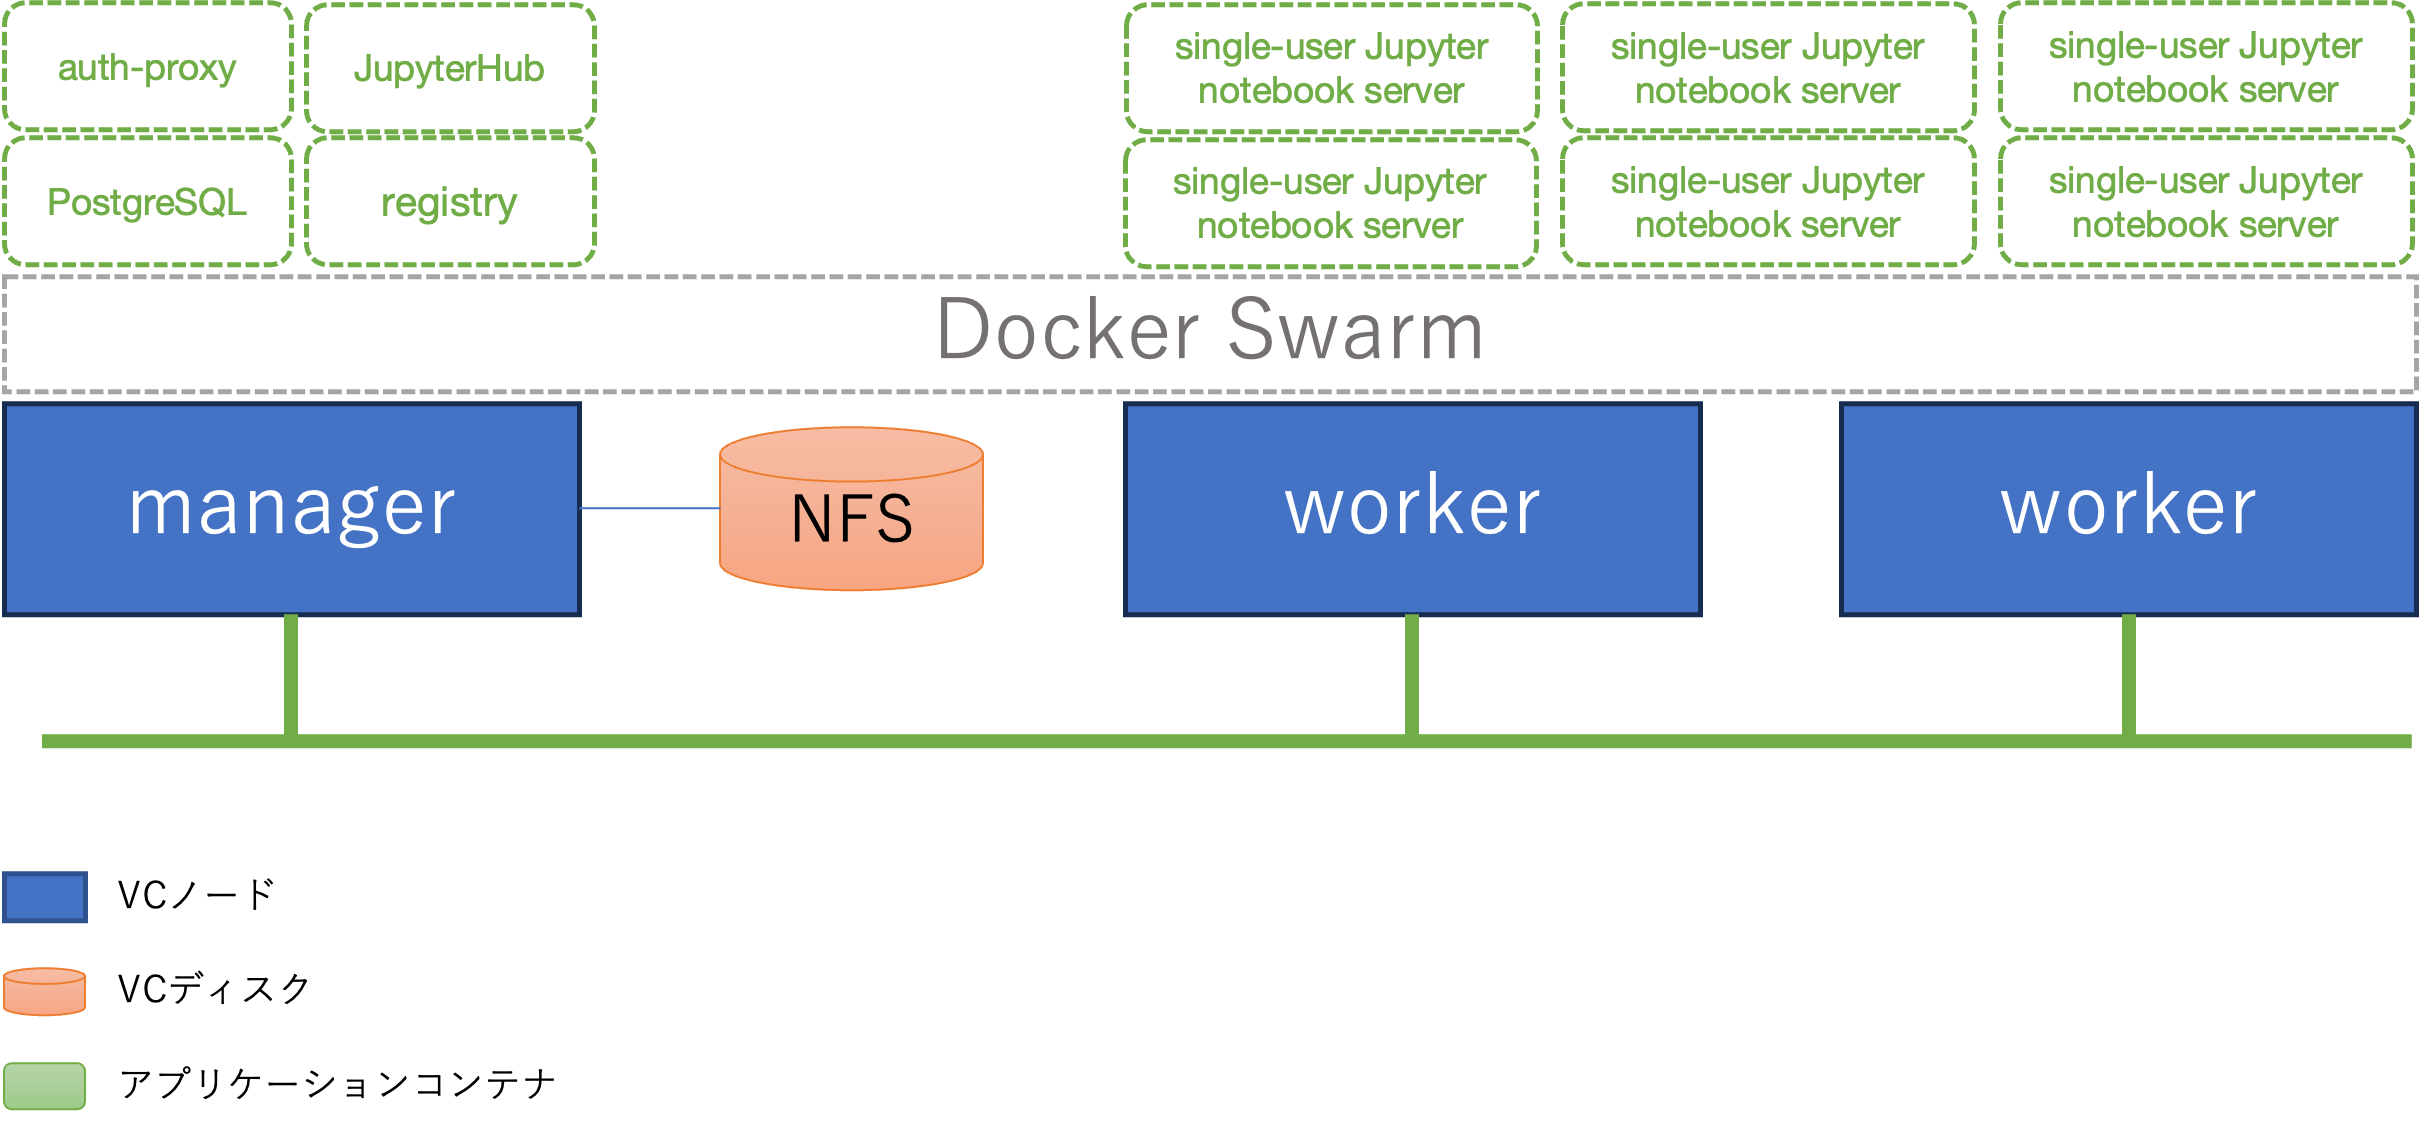 auth-proxy
JupyterHub
PostgreSQL
registry
single-user Jupyter
notebook server
single-user Jupyter
notebook server
single-user Jupyter
notebook server
single-user Jupyter
notebook server
single-user Jupyter
notebook server
single-user Jupyter
notebook server
Docker Swarm
manager
NFS
worker
worker
VCノード
VCディスク
アプリケーションコンテナ